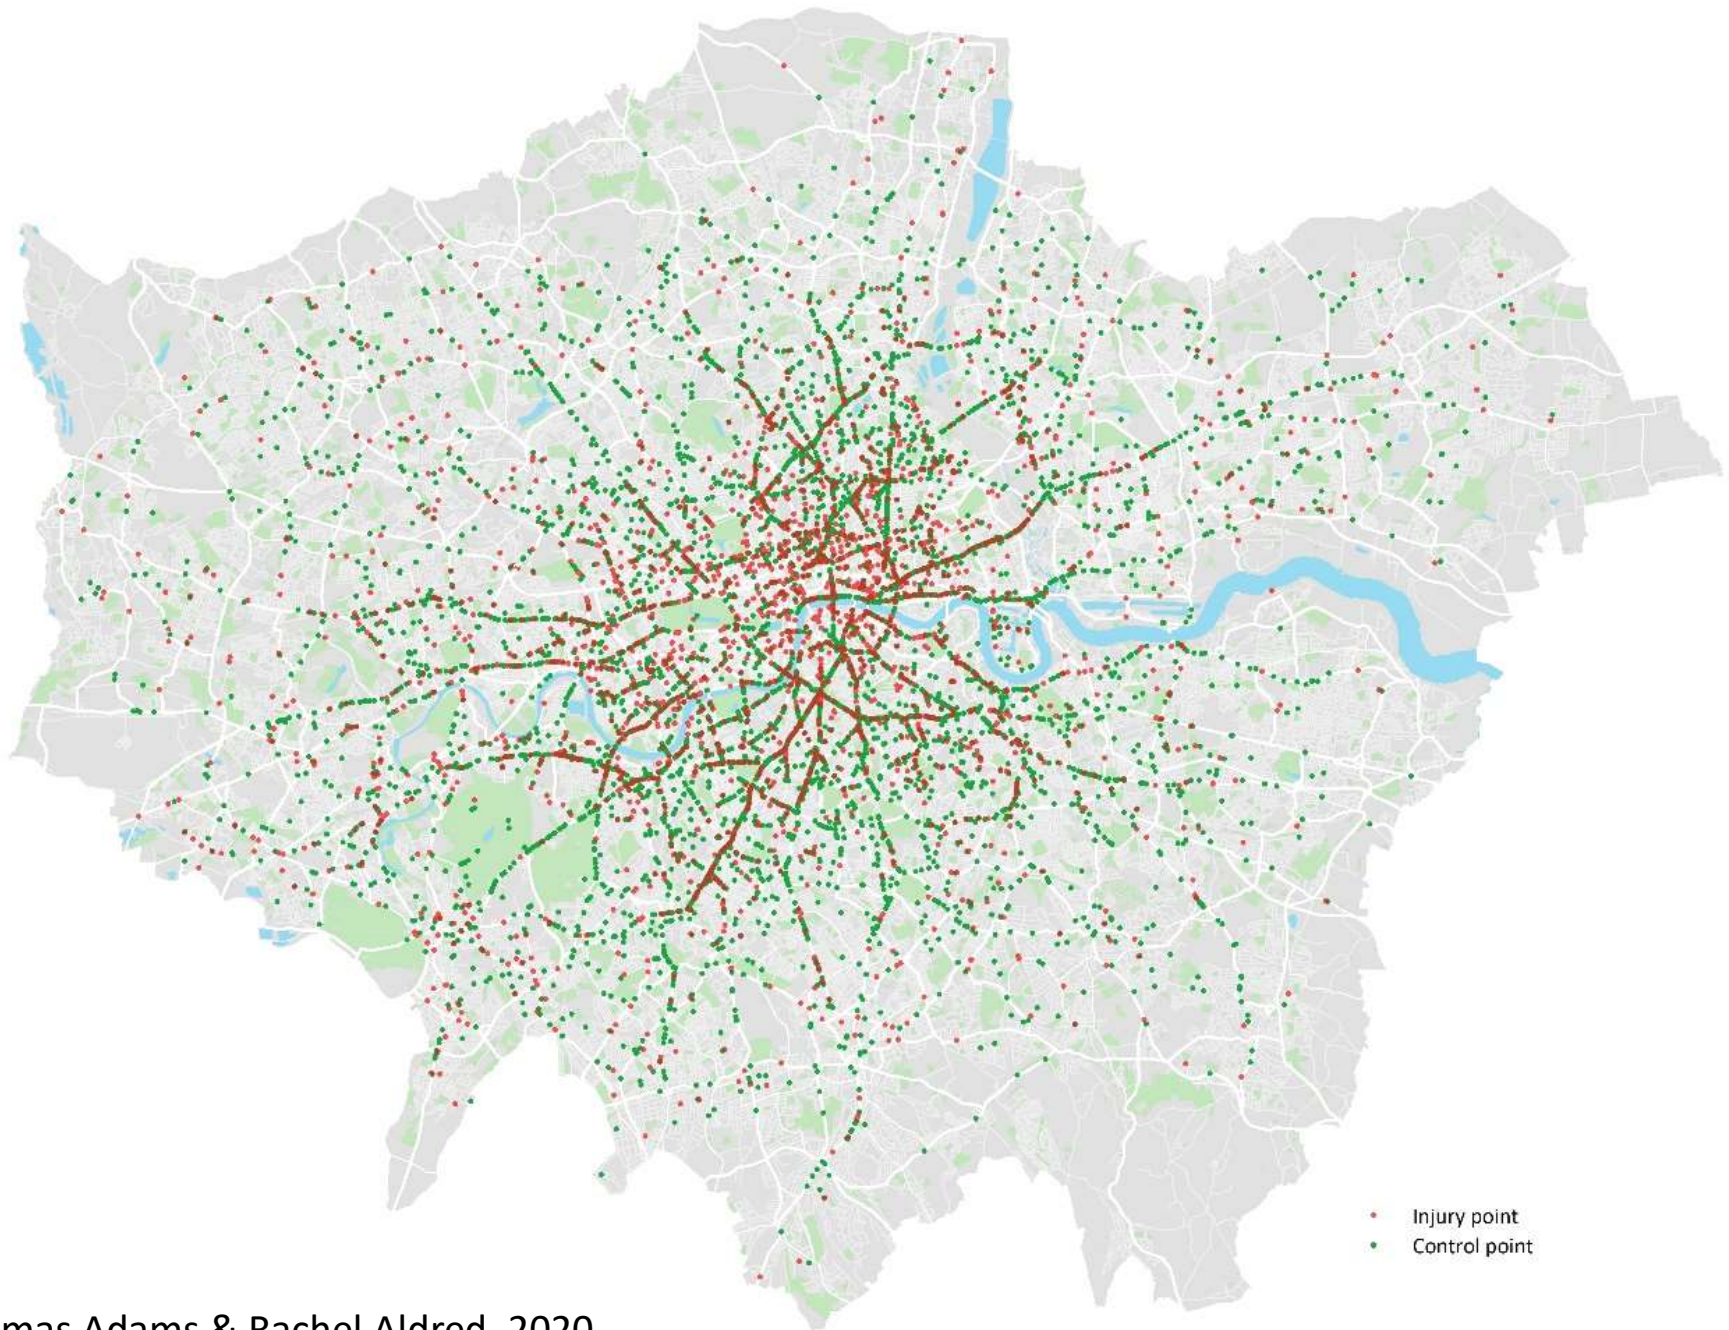 Injury point
Control point
mas Adams & Rachel Aldred, 2020